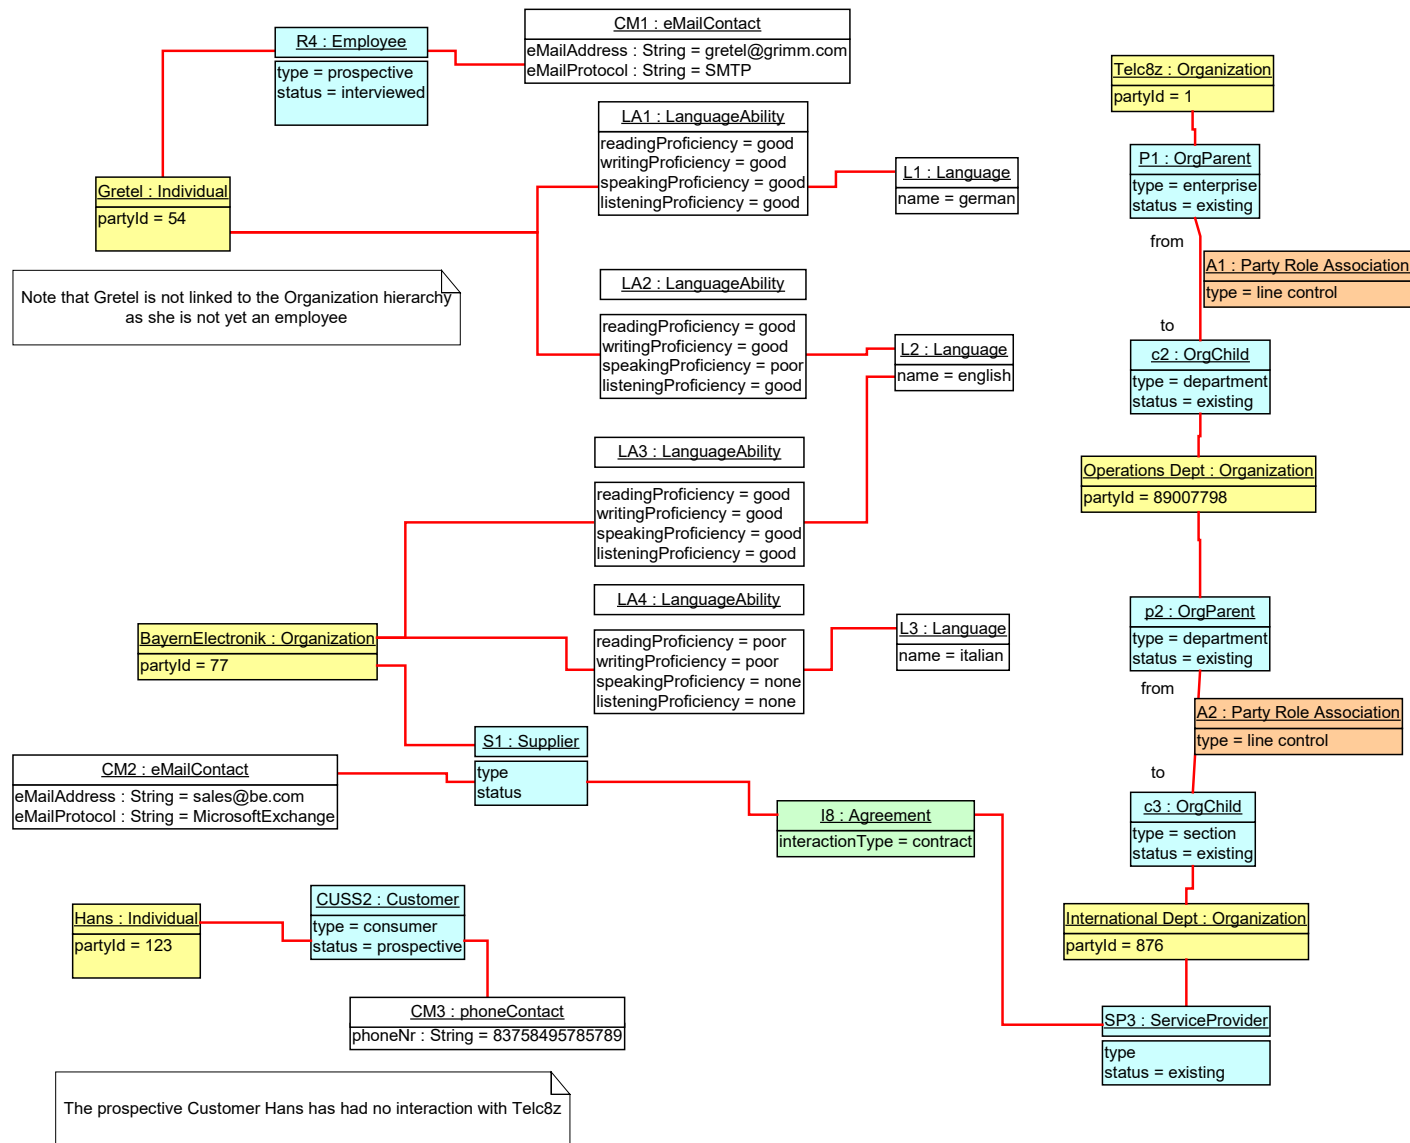 R4 : Employee
type = prospective
status = interviewed
CM1 : eMailContact
eMailAddress : String = gretel@grimm.com
eMailProtocol : String = SMTP
Gretel : Individual
partyId = 54
Note that Gretel is not linked to the Organization hierarchy
as she is not yet an employee
LA1 : LanguageAbility
readingProficiency = good
writingProficiency = good
speakingProficiency = good
listeningProficiency = good
L1 : Language
name = german
LA2 : LanguageAbility
readingProficiency = good
writingProficiency = good
speakingProficiency = poor
listeningProficiency = good
L2 : Language
name = english
LA3 : LanguageAbility
readingProficiency = good
writingProficiency = good
speakingProficiency = good
listeningProficiency = good
LA4 : LanguageAbility
readingProficiency = poor
writingProficiency = poor
speakingProficiency = none
listeningProficiency = none
L3 : Language
name = italian
BayernElectronik : Organization
partyId = 77
S1 : Supplier
type
status
CM2 : eMailContact
eMailAddress : String = sales@be.com
eMailProtocol : String = MicrosoftExchange
I8 : Agreement
interactionType = contract
Hans : Individual
partyId = 123
CUSS2 : Customer
type = consumer
status = prospective
CM3 : phoneContact
phoneNr : String = 83758495785789
The prospective Customer Hans has had no interaction with Telc8z
Telc8z : Organization
partyId = 1
P1 : OrgParent
type = enterprise
status = existing
from
A1 : Party Role Association
type = line control
to
c2 : OrgChild
type = department
status = existing
Operations Dept : Organization
partyId = 89007798
p2 : OrgParent
type = department
status = existing
from
A2 : Party Role Association
type = line control
to
c3 : OrgChild
type = section
status = existing
International Dept : Organization
partyId = 876
SP3 : ServiceProvider
type
status = existing